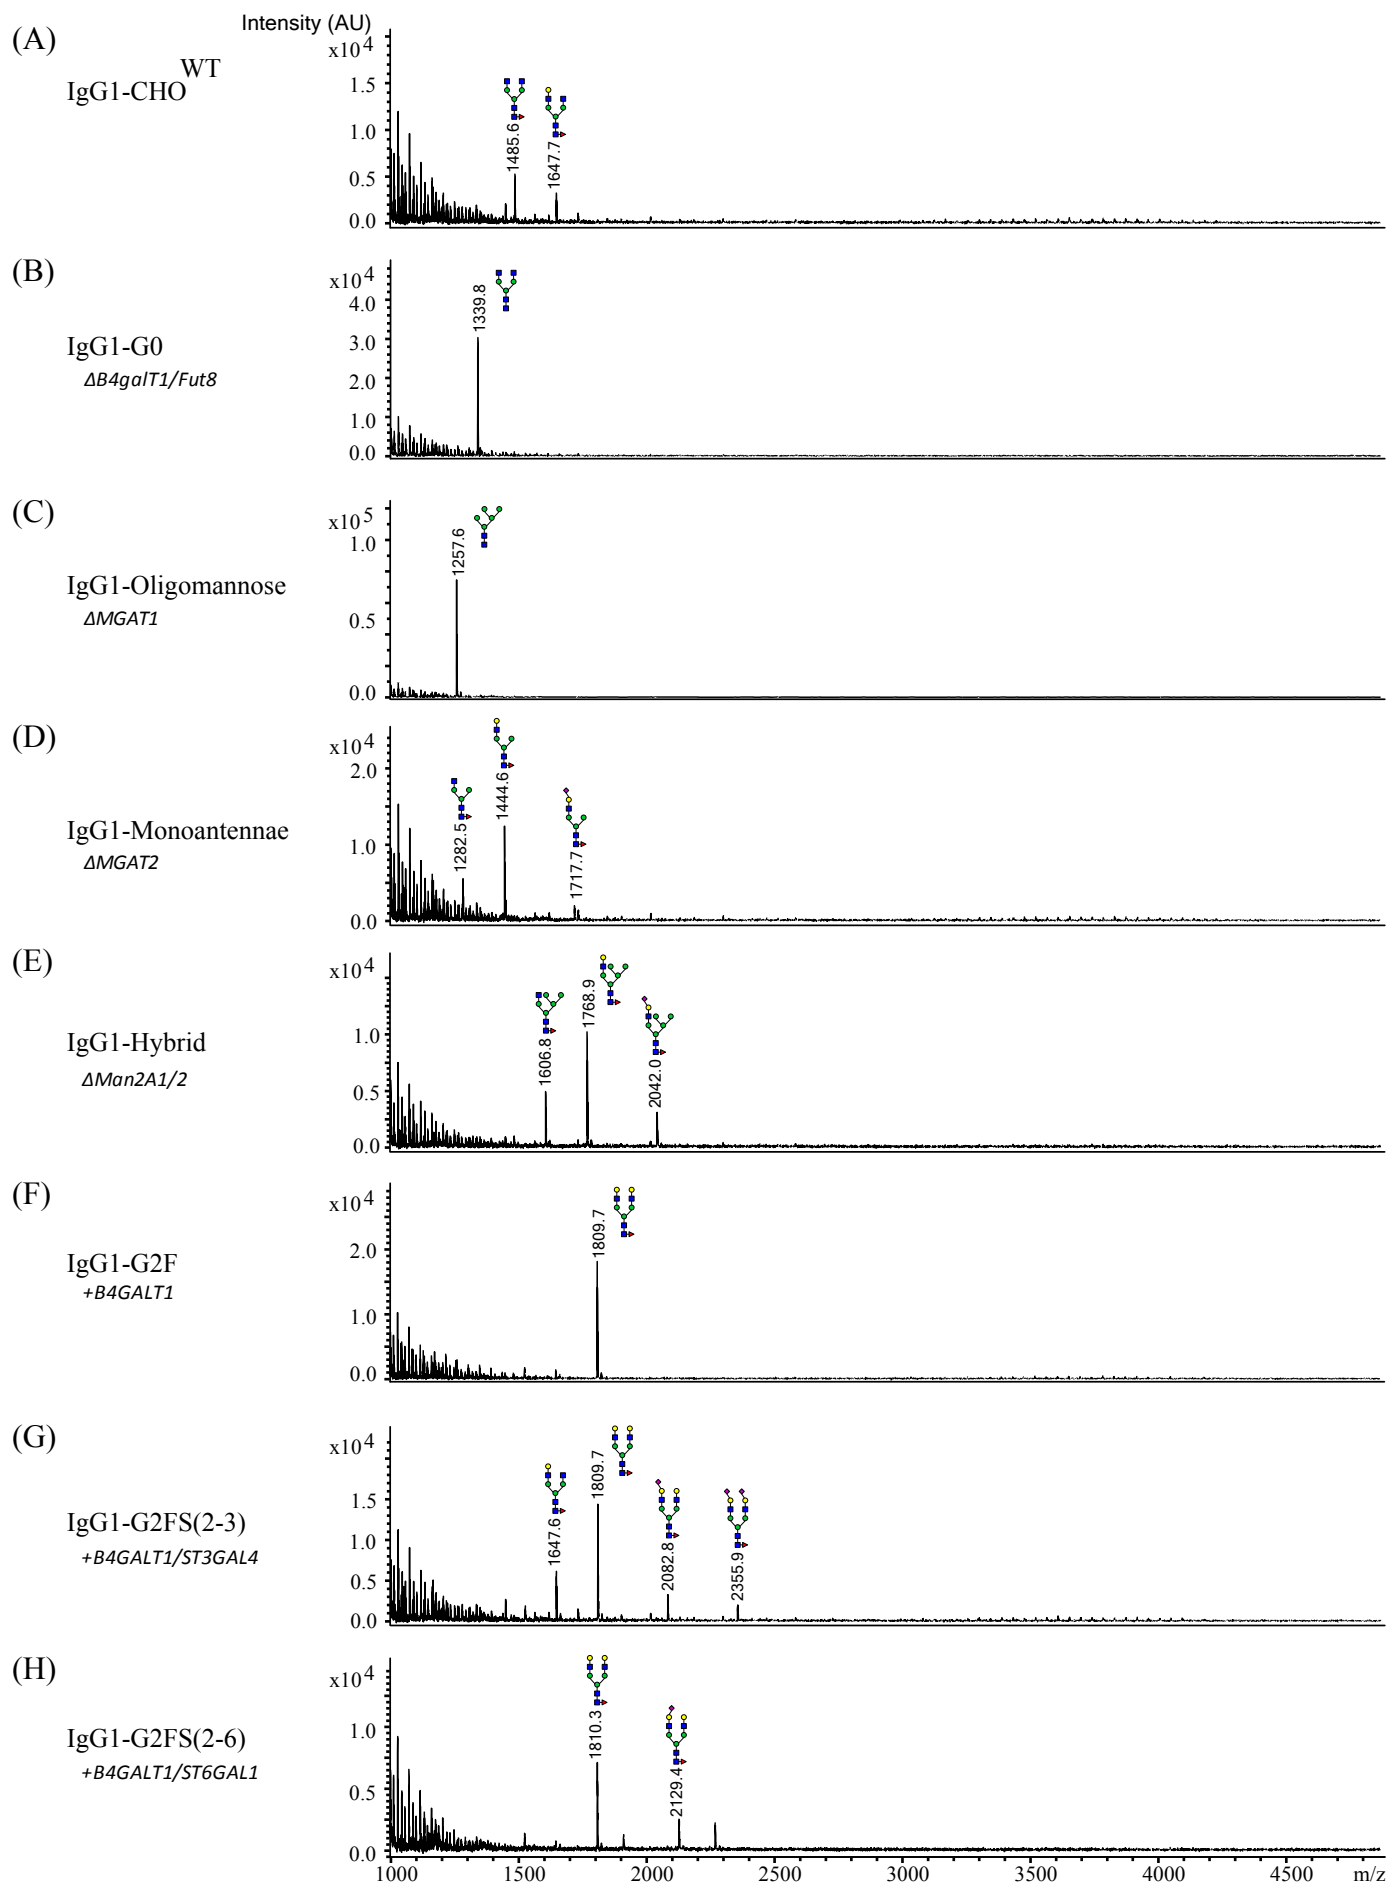 Intensity (AU)
(A)
IgG1-CHO^WT
x10^4
1.5
1.0
0.5
0.0
1485.6
1647.7
(B)
IgG1-G0
ΔB4galT1/Fut8
x10^4
4.0
3.0
2.0
1.0
0.0
1339.8
(C)
IgG1-Oligomannose
ΔMGAT1
x10^5
1.0
0.5
0.0
1257.6
(D)
IgG1-Monoantennae
ΔMGAT2
x10^4
2.0
1.0
0.0
1282.5
1444.6
1717.7
(E)
IgG1-Hybrid
ΔMan2A1/2
x10^4
1.0
0.5
0.0
1606.8
1768.9
2042.0
(F)
IgG1-G2F
+B4GALT1
x10^4
2.0
1.0
0.0
1809.7
(G)
IgG1-G2FS(2-3)
+B4GALT1/ST3GAL4
x10^4
1.5
1.0
0.5
0.0
1647.6
1809.7
2082.8
2355.9
(H)
IgG1-G2FS(2-6)
+B4GALT1/ST6GAL1
x10^4
1.0
0.5
0.0
1810.3
2129.4
1000 1500 2000 2500 3000 3500 4000 4500 m/z